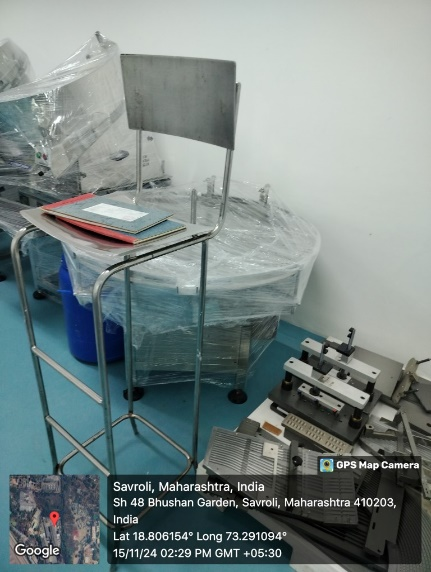 GPS Map Camera
Savroli, Maharashtra, India
Sh 48 Bhushan Garden, Savroli, Maharashtra 410203,
India
Lat 18.806154° Long 73.291094°
15/11/24 02:29 PM GMT +05:30
Google